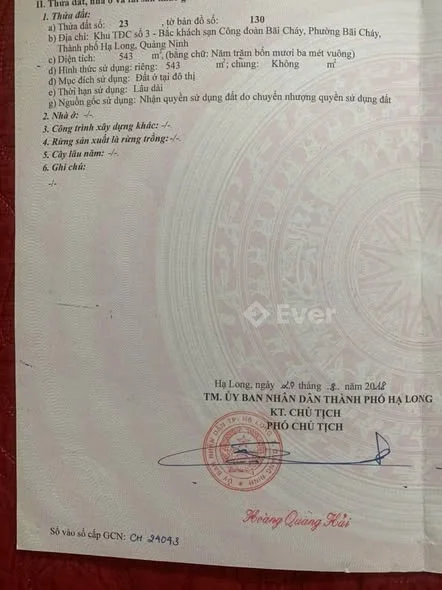 II. Thửa đất, nhà ở và tài sản khác g
1. Thửa đất:
a) Thửa đất số: 23 , tờ bản đồ số: 130
b) Địa chỉ: Khu TĐC số 3 - Bắc khách sạn Công đoàn Bãi Cháy, Phường Bãi Cháy,
Thành phố Hạ Long, Quảng Ninh
c) Diện tích: 543 m², (bằng chữ: Năm trăm bốn mươi ba mét vuông)
d) Hình thức sử dụng: riêng: 543 m²; chung: Không m²
đ) Mục đích sử dụng: Đất ở tại đô thị
e) Thời hạn sử dụng: Lâu dài
g) Nguồn gốc sử dụng: Nhận quyền sử dụng đất do chuyển nhượng quyền sử dụng đất
2. Nhà ở: -/-
3. Công trình xây dựng khác: -/-
4. Rừng sản xuất là rừng trồng: -/-
5. Cây lâu năm: -/-
6. Ghi chú:
-/-
Ever
Hạ Long, ngày 20 tháng 8 năm 2018
TM. ỦY BAN NHÂN DÂN THÀNH PHỐ HẠ LONG
KT. CHỦ TỊCH
PHÓ CHỦ TỊCH
Hoàng Quang Hải
Số vào sổ cấp GCN: CH 24043